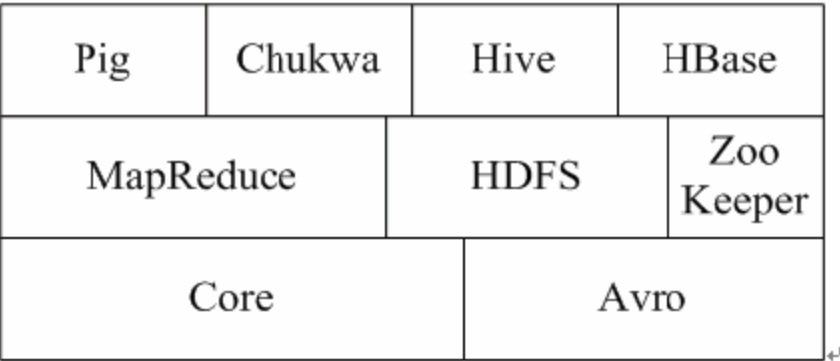 Pig Chukwa Hive HBase
MapReduce HDFS Zoo
Keeper
Core Avro